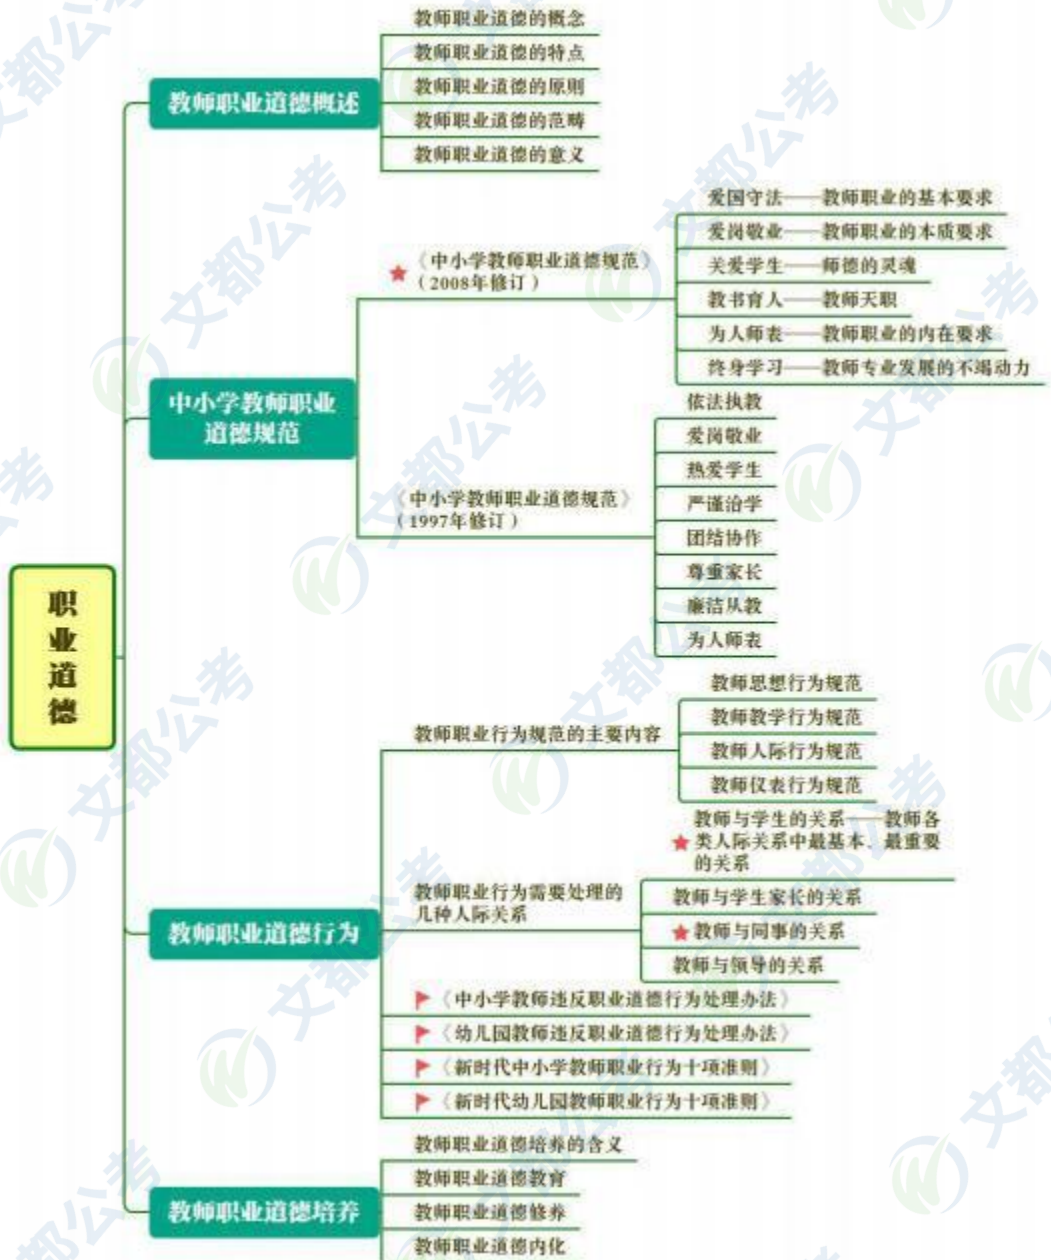 职业道德
教师职业道德概述
教师职业道德的概念
教师职业道德的特点
教师职业道德的原则
教师职业道德的范畴
教师职业道德的意义
中小学教师职业
道德规范
★《中小学教师职业道德规范》
（2008年修订）
爱国守法——教师职业的基本要求
爱岗敬业——教师职业的本质要求
关爱学生——师德的灵魂
教书育人——教师天职
为人师表——教师职业的内在要求
终身学习——教师专业发展的不竭动力
《中小学教师职业道德规范》
（1997年修订）
依法执教
爱岗敬业
热爱学生
严谨治学
团结协作
尊重家长
廉洁从教
为人师表
教师职业道德行为
教师职业行为规范的主要内容
教师思想行为规范
教师教学行为规范
教师人际行为规范
教师仪表行为规范
教师职业行为需要处理的
几种人际关系
教师与学生的关系——教师各
★类人际关系中最基本、最重要
的关系
教师与学生家长的关系
★教师与同事的关系
教师与领导的关系
《中小学教师违反职业道德行为处理办法》
《幼儿园教师违反职业道德行为处理办法》
《新时代中小学教师职业行为十项准则》
《新时代幼儿园教师职业行为十项准则》
教师职业道德培养
教师职业道德培养的含义
教师职业道德教育
教师职业道德修养
教师职业道德内化
文都公考